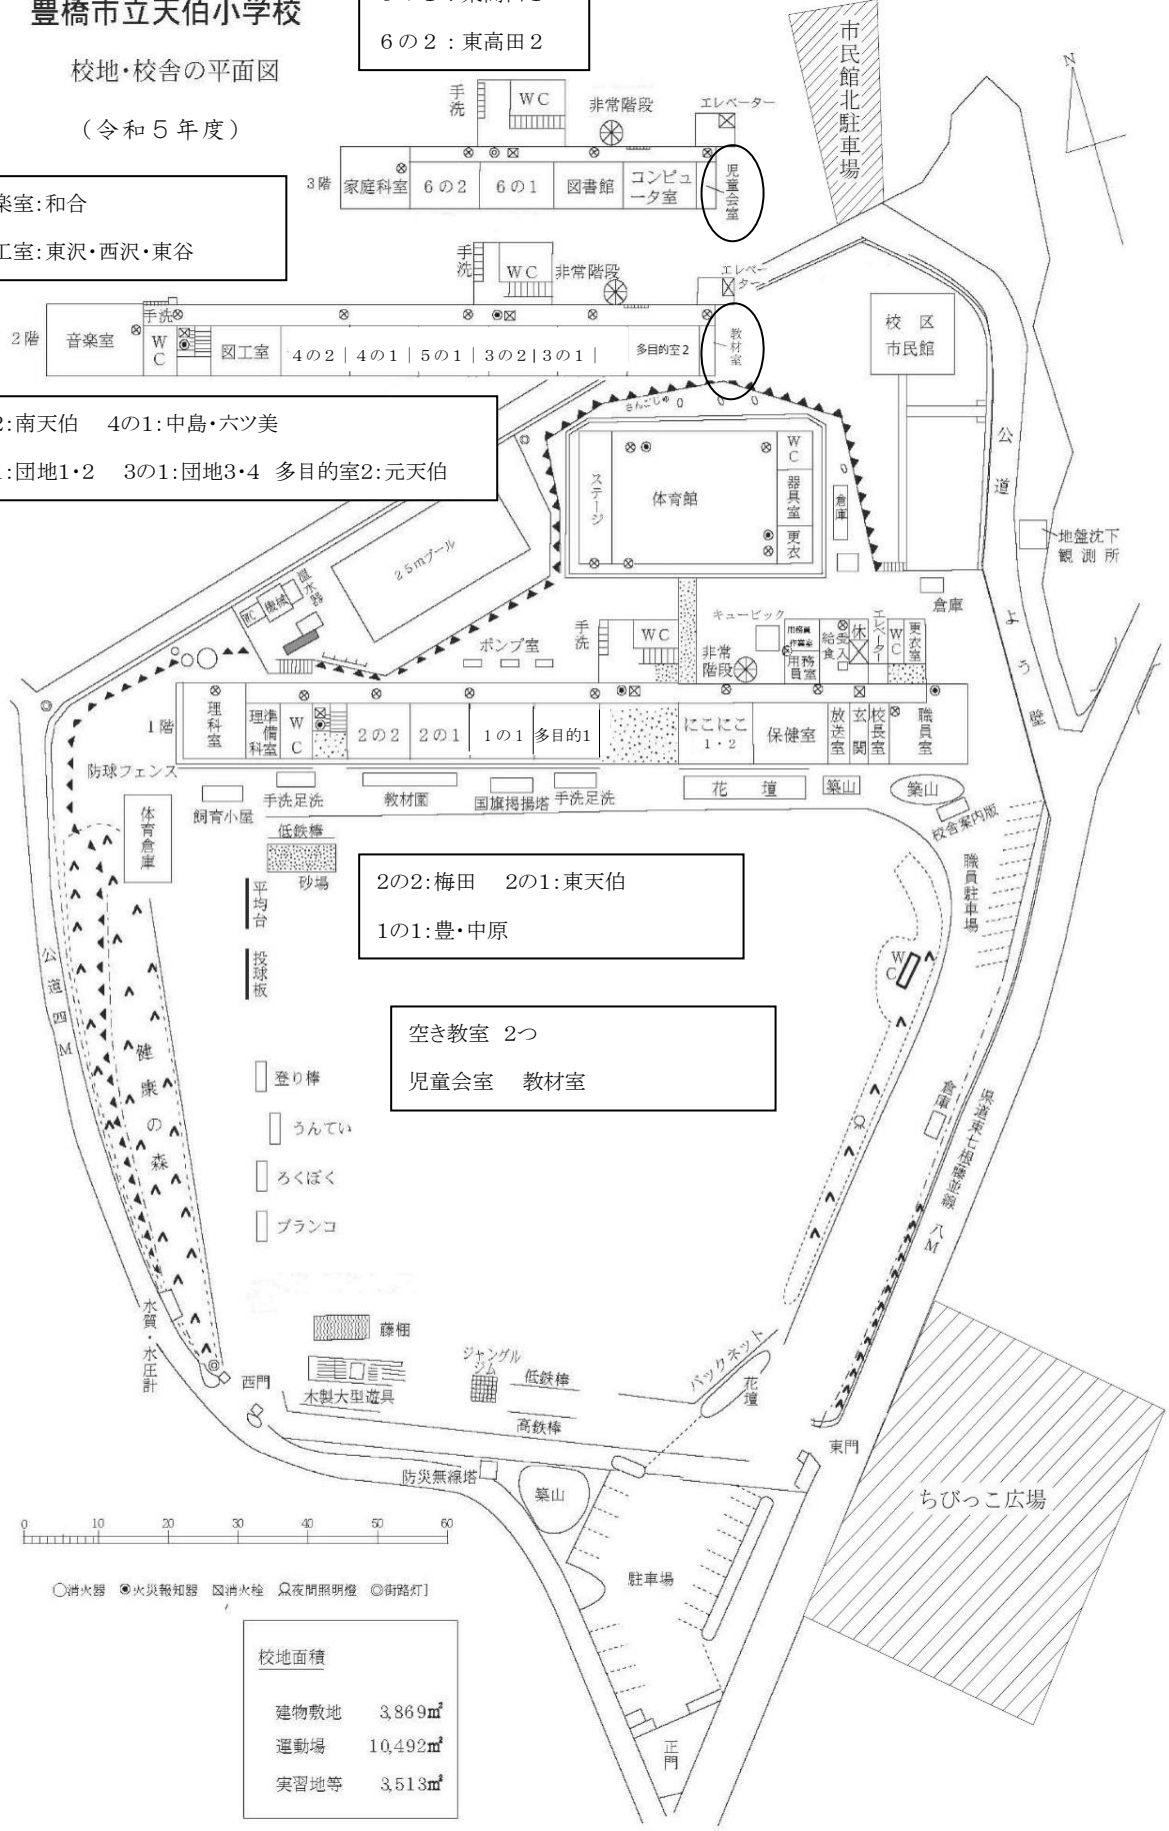 豊橋市立天伯小学校
校地・校舎の平面図
（令和５年度）
６の２：東高田２
楽室：和合
工室：東沢・西沢・東谷
3階
家庭科室
6の2
6の1
図書館
コンピュータ室
児童会室
手洗
WC
非常階段
エレベーター
2階
音楽室
手洗
WC
図工室
4の2
4の1
5の1
3の2
3の1
多目的室2
教材室
手洗
WC
非常階段
エレベーター
市民館北駐車場
N
校区
市民館
2：南天伯　4の1：中島・六ツ美
1：団地1・2　3の1：団地3・4　多目的室2：元天伯
さんごじゅ
ステージ
体育館
WC
器具室
更衣
倉庫
公道
地盤沈下
観測所
倉庫
ようう壁
25mプール
WC
機械
温水器
ポンプ室
手洗
WC
キュービック
非常階段
用務員
作業室
用務員室
給食受入
休
エレベーター
WC
更衣室
1階
理科室
理科準備室
WC
2の2
2の1
1の1
多目的1
にこにこ
1・2
保健室
放送室
玄関
校長室
職員室
防球フェンス
体育倉庫
飼育小屋
手洗足洗
教材園
国旗掲揚塔
手洗足洗
花壇
築山
築山
校舎案内版
低鉄棒
砂場
平均台
投球板
職員駐車場
2の2：梅田　2の1：東天伯
1の1：豊・中原
空き教室 2つ
児童会室　教材室
WC
公道四M
健康の森
登り棒
うんてい
ろくぼく
ブランコ
倉庫
県道東七根藤並線 八M
水質・水圧計
西門
藤棚
木製大型遊具
ジャングルジム
低鉄棒
高鉄棒
バックネット
花壇
東門
防災無線塔
築山
ちびっこ広場
駐車場
正門
0 10 20 30 40 50 60
○消火器 ◉火災報知器 ☒消火栓 夜間照明燈 ◎街路灯
校地面積
建物敷地 3,869㎡
運動場 10,492㎡
実習地等 3,513㎡